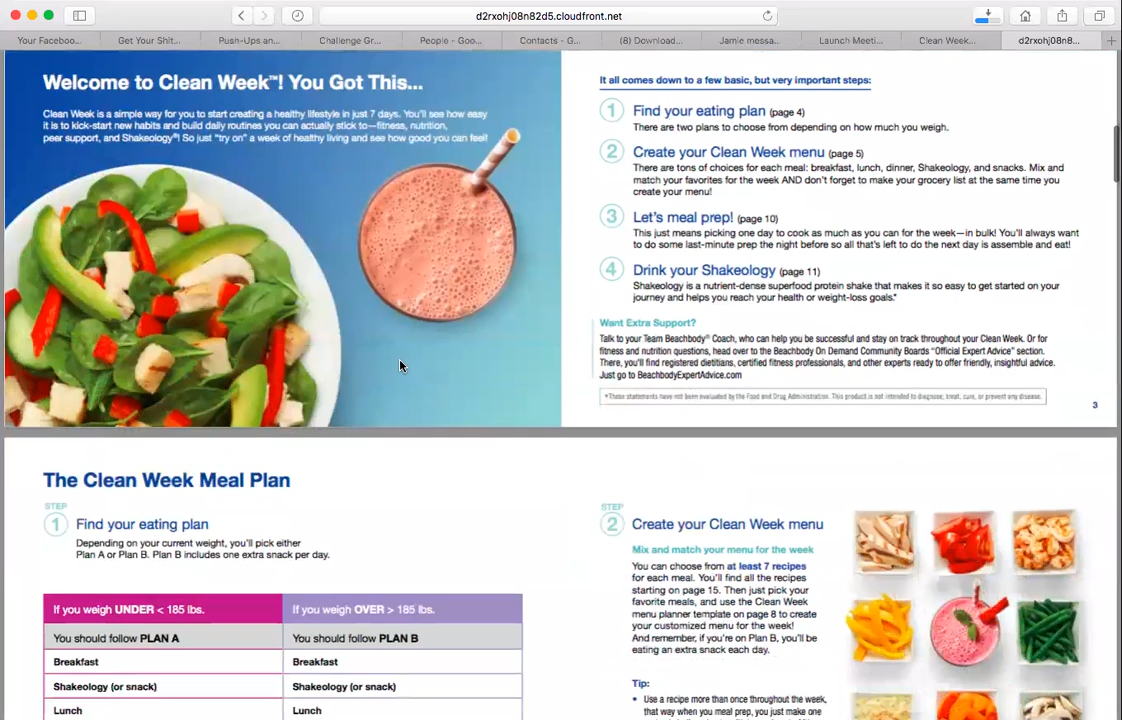 d2rxohj08n82d5.cloudfront.net
Your Faceboo...
Get Your Shit...
Push-Ups an...
Challenge Gr...
People - Goo...
Contacts - G...
(8) Download...
Jamie messa...
Launch Meeti...
Clean Week...
d2rxohj08n8...
Welcome to Clean Week™! You Got This...
Clean Week is a simple way for you to start creating a healthy lifestyle in just 7 days. You'll see how easy
it is to kick-start new habits and build daily routines you can actually stick to—fitness, nutrition,
peer support, and Shakeology®! So just "try on" a week of healthy living and see how good you can feel!
It all comes down to a few basic, but very important steps:
1 Find your eating plan (page 4)
There are two plans to choose from depending on how much you weigh.
2 Create your Clean Week menu (page 5)
There are tons of choices for each meal: breakfast, lunch, dinner, Shakeology, and snacks. Mix and
match your favorites for the week AND don't forget to make your grocery list at the same time you
create your menu!
3 Let's meal prep! (page 10)
This just means picking one day to cook as much as you can for the week—in bulk! You'll always want
to do some last-minute prep the night before so all that's left to do the next day is assemble and eat!
4 Drink your Shakeology (page 11)
Shakeology is a nutrient-dense superfood protein shake that makes it so easy to get started on your
journey and helps you reach your health or weight-loss goals.*
Want Extra Support?
Talk to your Team Beachbody® Coach, who can help you be successful and stay on track throughout your Clean Week. Or for
fitness and nutrition questions, head over to the Beachbody On Demand Community Boards "Official Expert Advice" section.
There, you'll find registered dietitians, certified fitness professionals, and other experts ready to offer friendly, insightful advice.
Just go to BeachbodyExpertAdvice.com
*These statements have not been evaluated by the Food and Drug Administration. This product is not intended to diagnose, treat, cure, or prevent any disease.
3
The Clean Week Meal Plan
STEP
1 Find your eating plan
Depending on your current weight, you'll pick either
Plan A or Plan B. Plan B includes one extra snack per day.
If you weigh UNDER < 185 lbs.
If you weigh OVER > 185 lbs.
You should follow PLAN A
You should follow PLAN B
Breakfast
Breakfast
Shakeology (or snack)
Shakeology (or snack)
Lunch
Lunch
STEP
2 Create your Clean Week menu
Mix and match your menu for the week
You can choose from at least 7 recipes
for each meal. You'll find all the recipes
starting on page 15. Then just pick your
favorite meals, and use the Clean Week
menu planner template on page 8 to create
your customized menu for the week!
And remember, if you're on Plan B, you'll be
eating an extra snack each day.
Tip:
• Use a recipe more than once throughout the week,
that way when you meal prep, you just make one